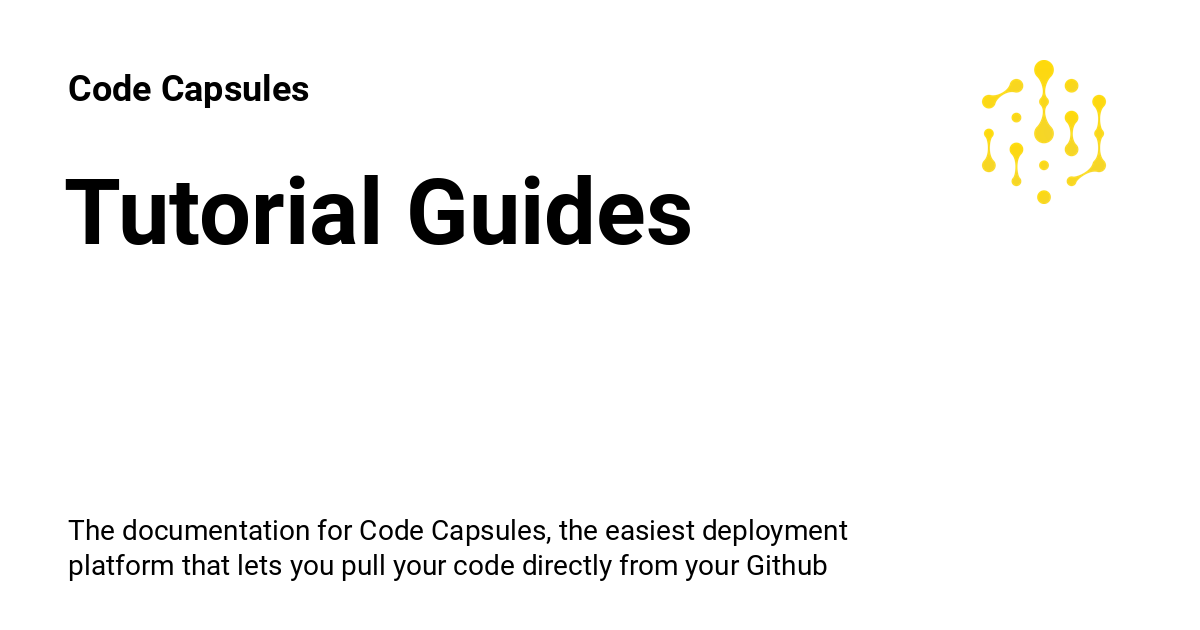 Code Capsules
Tutorial Guides
The documentation for Code Capsules, the easiest deployment
platform that lets you pull your code directly from your Github